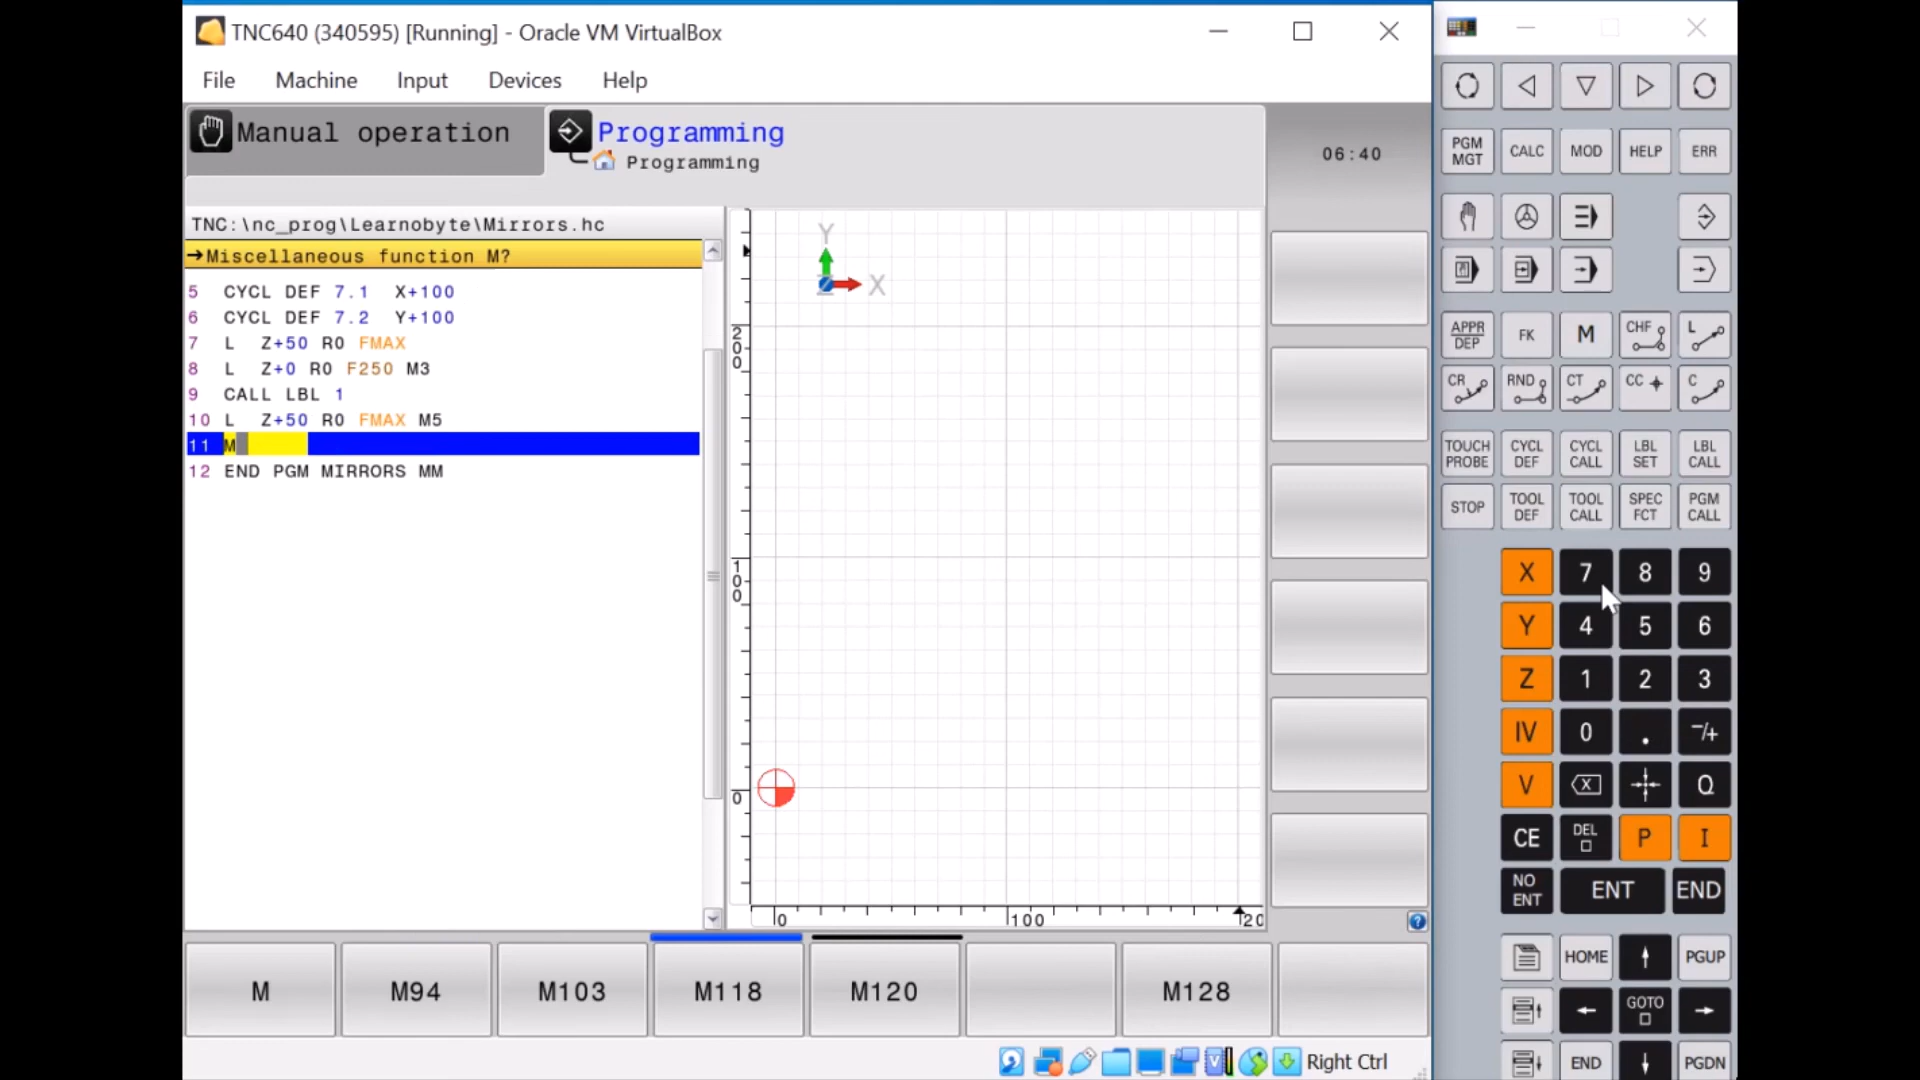 TNC640 (340595) [Running] - Oracle VM VirtualBox
File Machine Input Devices Help
Manual operation
Programming
Programming
06:40
TNC:\nc_prog\Learnobyte\Mirrors.hc
→Miscellaneous function M?
5 CYCL DEF 7.1 X+100
6 CYCL DEF 7.2 Y+100
7 L Z+50 R0 FMAX
8 L Z+0 R0 F250 M3
9 CALL LBL 1
10 L Z+50 R0 FMAX M5
11 M
12 END PGM MIRRORS MM
Y
Z X
200
100
0
0 100 20
M M94 M103 M118 M120 M128
Right Ctrl
PGM MGT CALC MOD HELP ERR
APPR DEP FK M CHF L
CR RND CT CC C
TOUCH PROBE CYCL DEF CYCL CALL LBL SET LBL CALL
STOP TOOL DEF TOOL CALL SPEC FCT PGM CALL
X 7 8 9
Y 4 5 6
Z 1 2 3
IV 0 . -/+
V X Q
CE DEL P I
NO ENT ENT END
HOME PGUP
GOTO
END PGDN